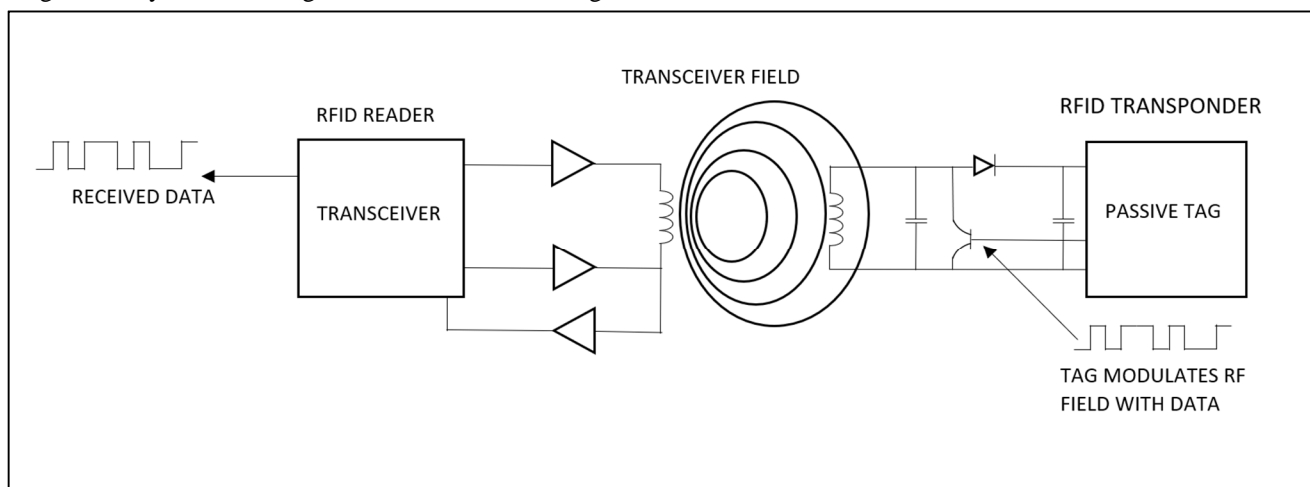 TRANSCEIVER FIELD
RFID READER
RFID TRANSPONDER
RECEIVED DATA
TRANSCEIVER
PASSIVE TAG
TAG MODULATES RF
FIELD WITH DATA